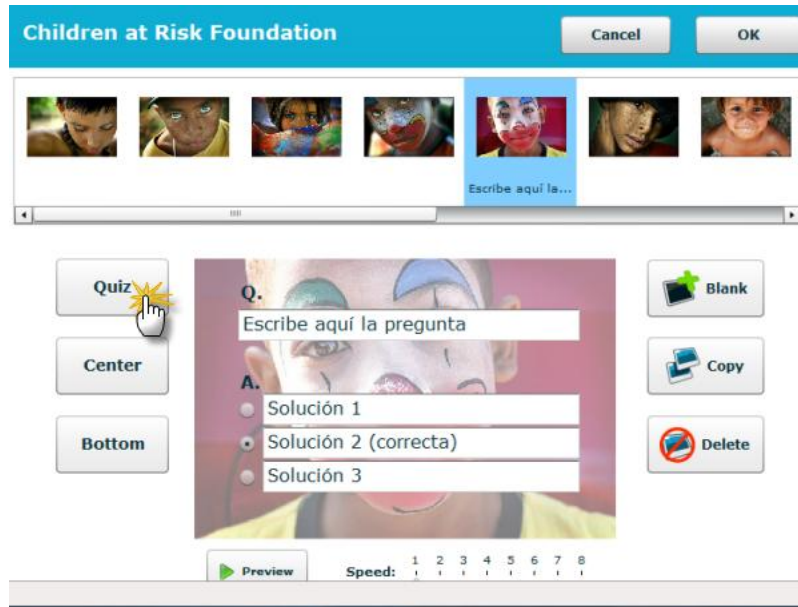 Children at Risk Foundation
Cancel
OK
Escribe aquí la...
Quiz
Center
Bottom
Q.
Escribe aquí la pregunta
A.
Solución 1
Solución 2 (correcta)
Solución 3
Blank
Copy
Delete
Preview
Speed: 1 2 3 4 5 6 7 8